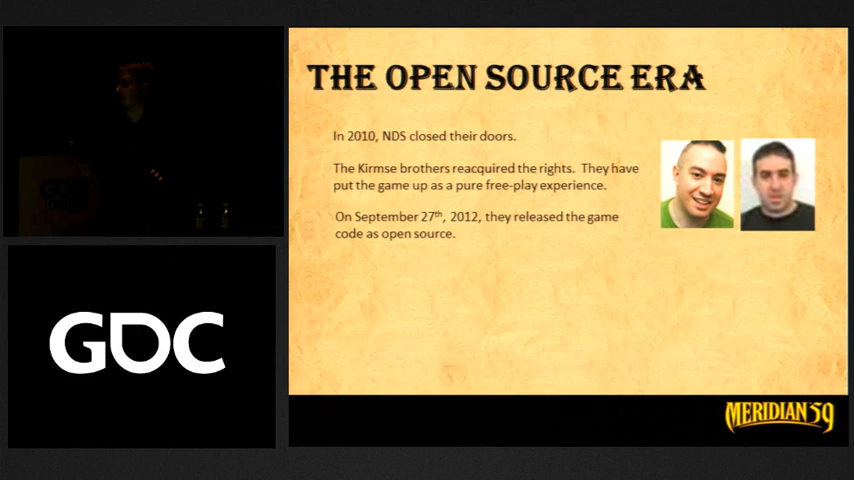 THE OPEN SOURCE ERA
In 2010, NDS closed their doors.
The Kirmse brothers reacquired the rights. They have
put the game up as a pure free-play experience.
On September 27th, 2012, they released the game
code as open source.
GDC
MERIDIAN 59